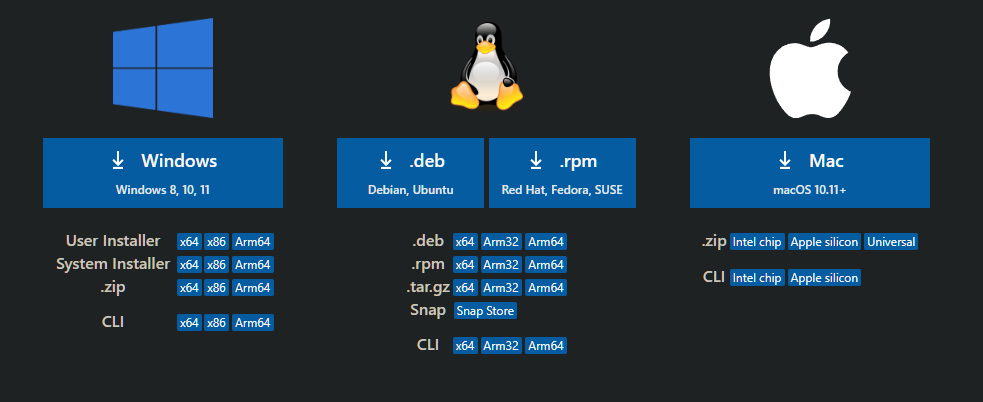 Windows
Windows 8, 10, 11
User Installer x64 x86 Arm64
System Installer x64 x86 Arm64
.zip x64 x86 Arm64
CLI x64 x86 Arm64
.deb
Debian, Ubuntu
.rpm
Red Hat, Fedora, SUSE
.deb x64 Arm32 Arm64
.rpm x64 Arm32 Arm64
.tar.gz x64 Arm32 Arm64
Snap Snap Store
CLI x64 Arm32 Arm64
Mac
macOS 10.11+
.zip Intel chip Apple silicon Universal
CLI Intel chip Apple silicon